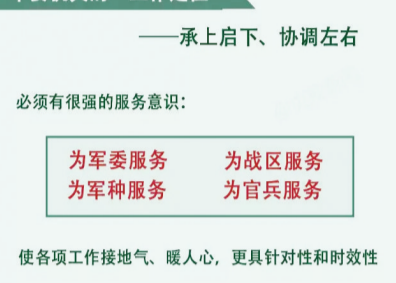 ——承上启下、协调左右
必须有很强的服务意识：
为军委服务 为战区服务
为军种服务 为官兵服务
使各项工作接地气、暖人心，更具针对性和时效性